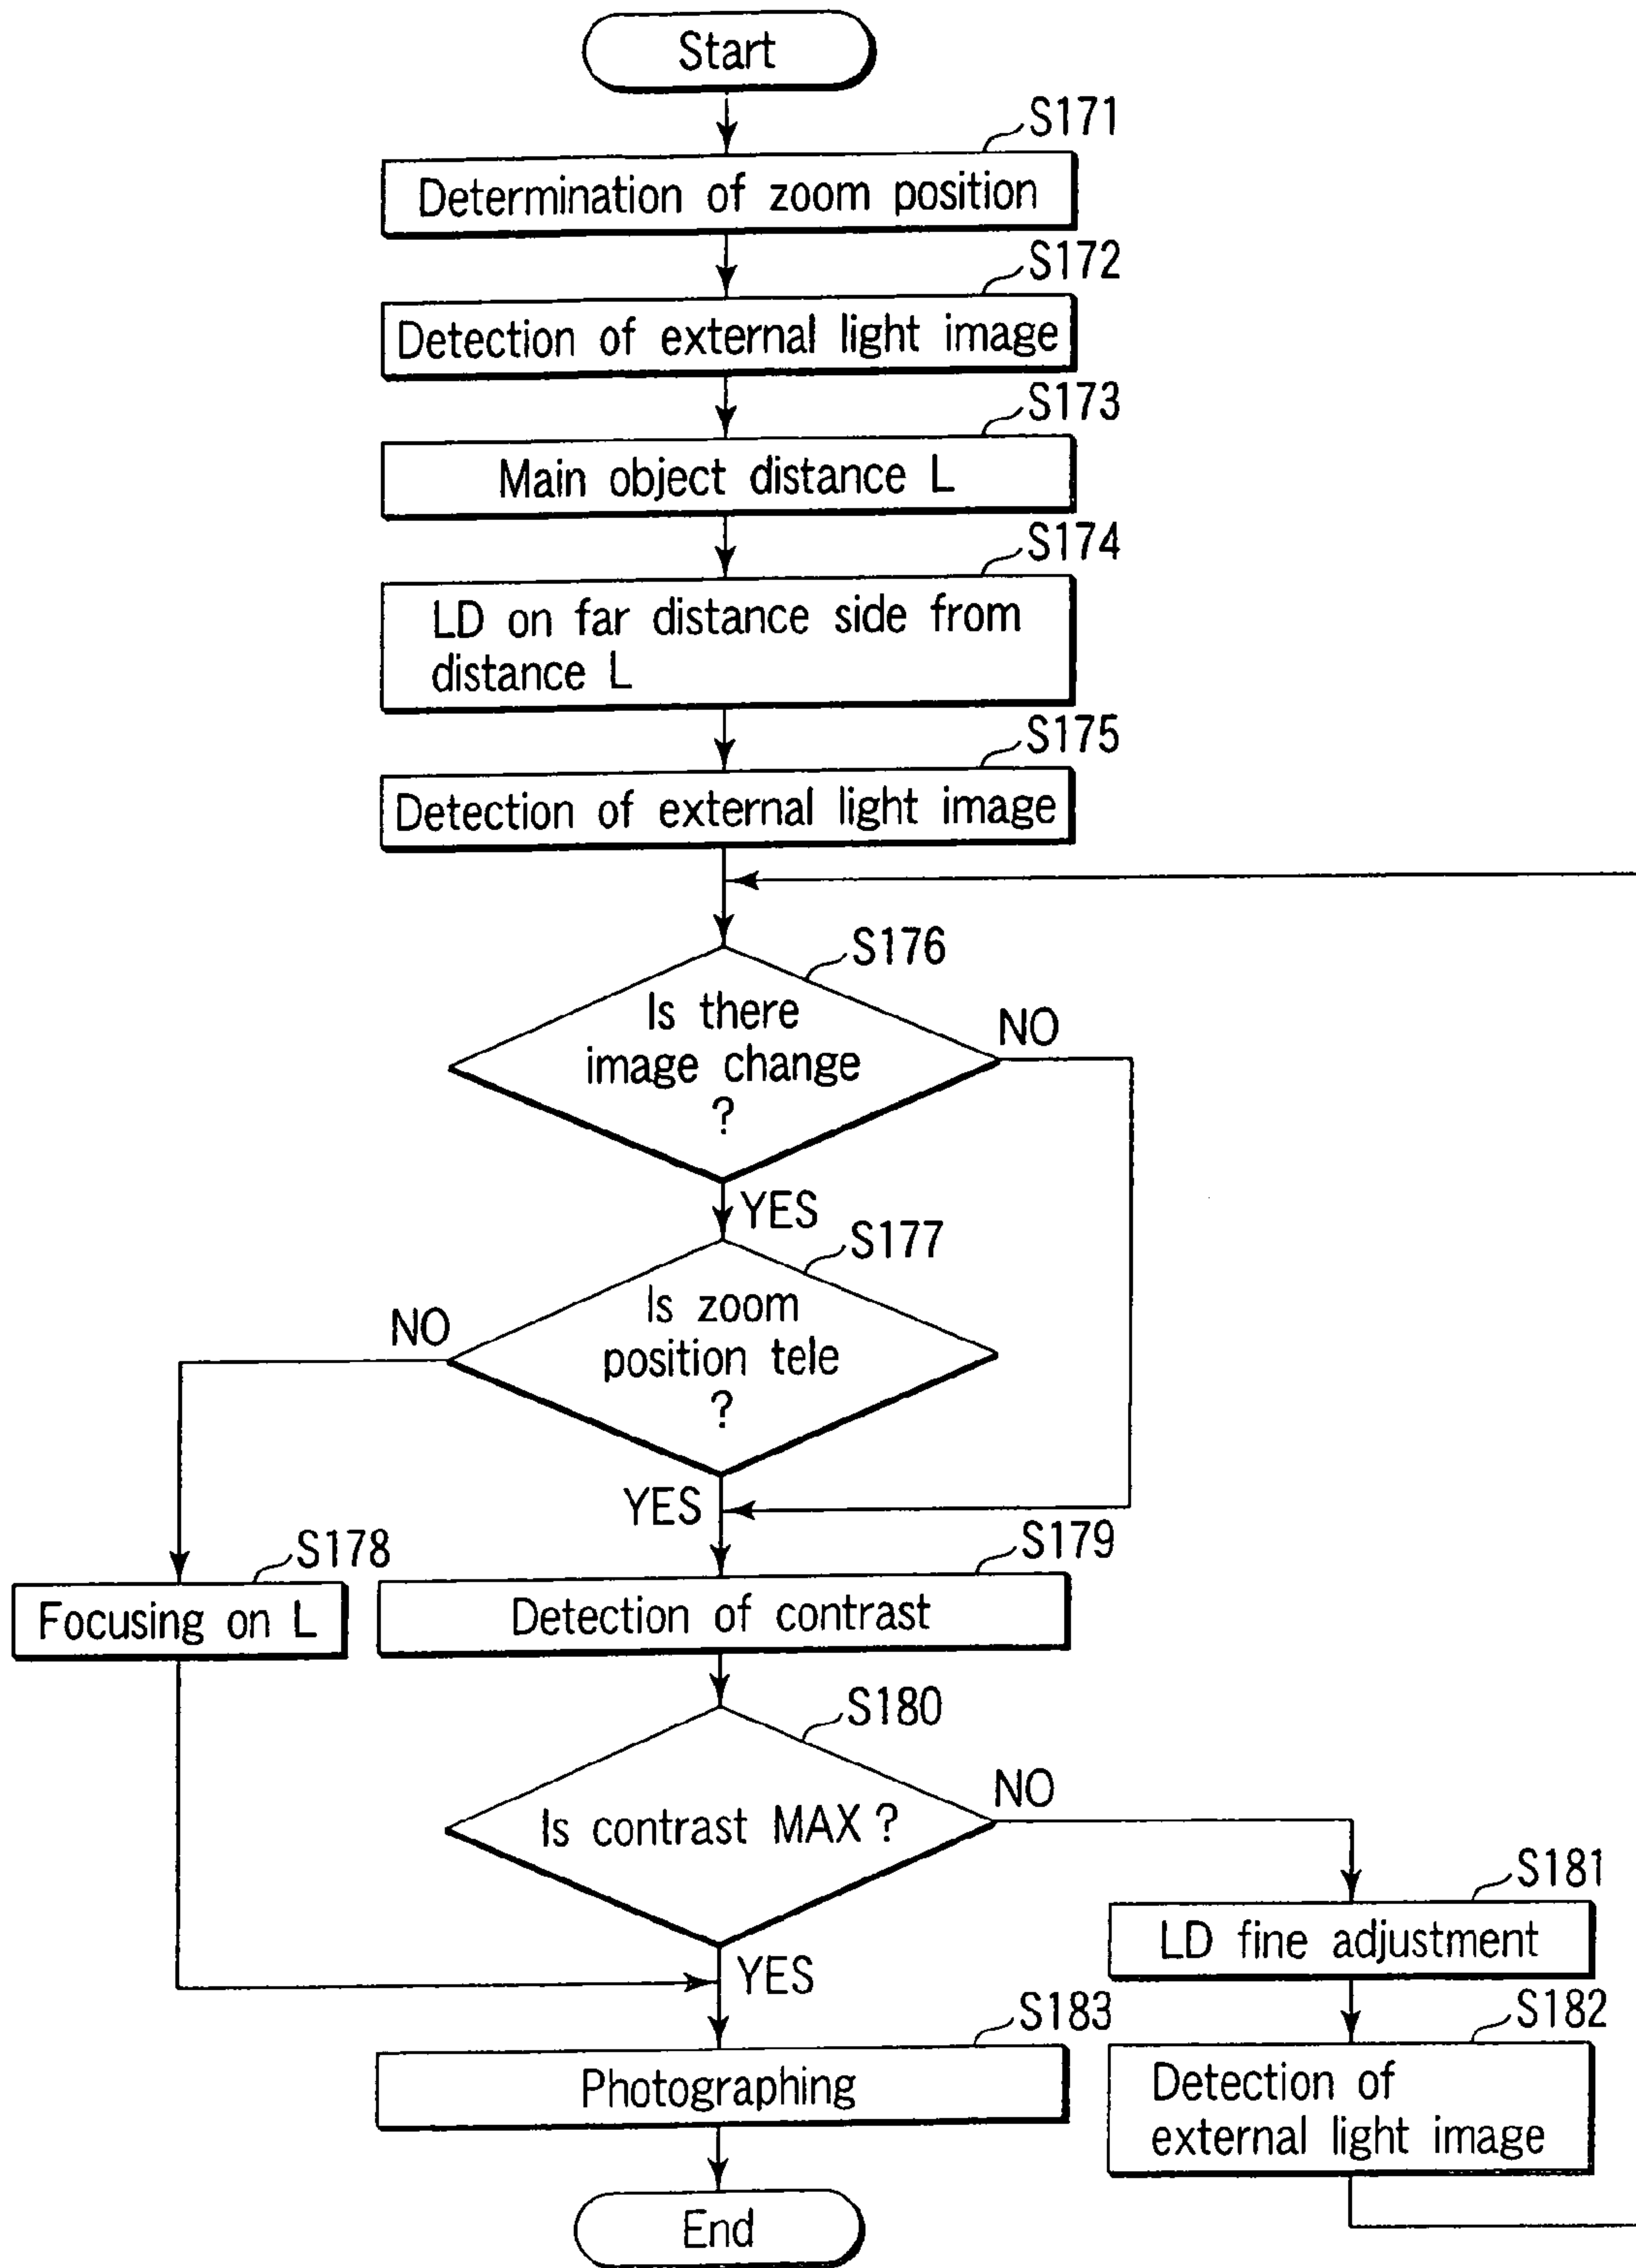 Start
S171
Determination of zoom position
S172
Detection of external light image
S173
Main object distance L
S174
LD on far distance side from
distance L
S175
Detection of external light image
S176
Is there
image change
?
NO
YES
S177
Is zoom
position tele
?
NO
YES
S178
Focusing on L
S179
Detection of contrast
S180
Is contrast MAX ?
NO
YES
S181
LD fine adjustment
S182
Detection of
external light image
S183
Photographing
End